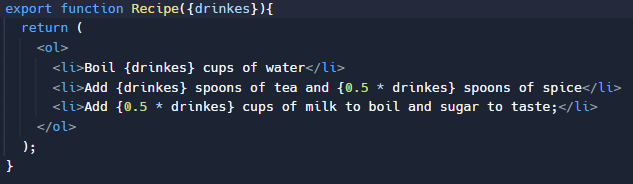 export function Recipe({drinkes}){
return (
<ol>
<li>Boil {drinkes} cups of water</li>
<li>Add {drinkes} spoons of tea and {0.5 * drinkes} spoons of spice</li>
<li>Add {0.5 * drinkes} cups of milk to boil and sugar to taste;</li>
</ol>
);
}